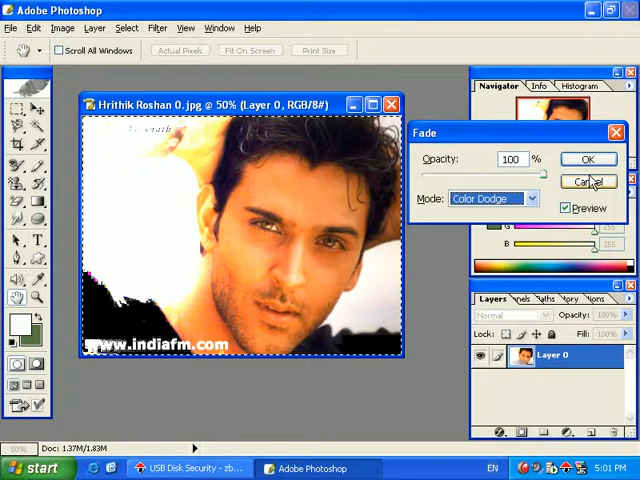 Adobe Photoshop
File Edit Image Layer Select Filter View Window Help
Scroll All Windows Actual Pixels Fit On Screen Print Size
Hrithik Roshan 0.jpg @ 50% (Layer 0, RGB/8#)
www.indiafm.com
Navigator Info Histogram
Fade
Opacity: 100 % OK
Cancel
Mode: Color Dodge
Preview
G 255
B 255
Layers Paths
Normal Opacity: 100%
Lock: Fill: 100%
Layer 0
50% Doc: 1.37M/1.83M
start USB Disk Security - zb... Adobe Photoshop EN 5:01 PM